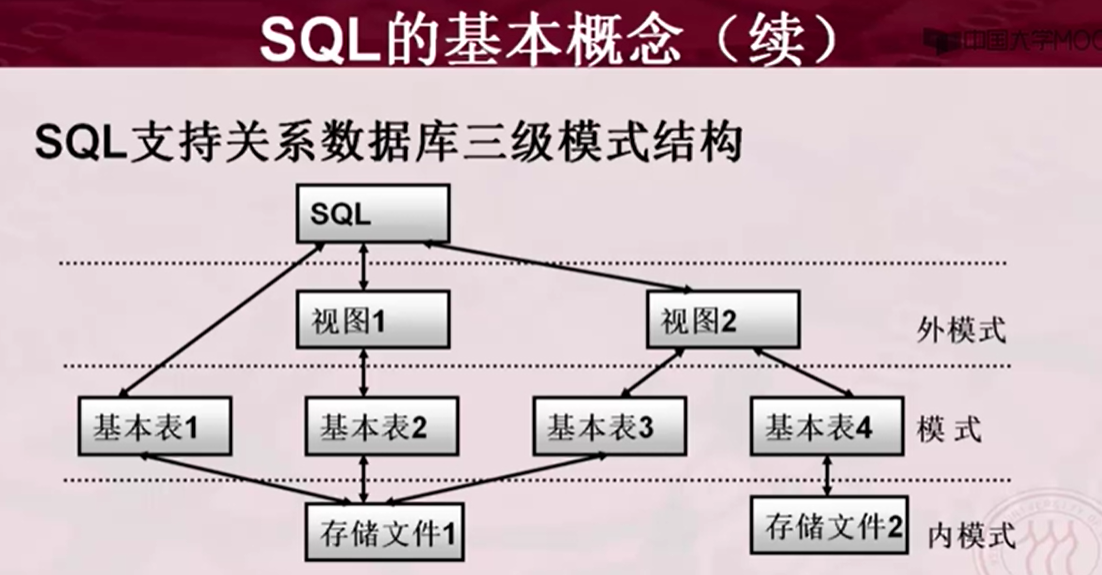 SQL的基本概念（续）
中国大学MOO
SQL支持关系数据库三级模式结构
SQL
视图1
视图2
外模式
基本表1
基本表2
基本表3
基本表4
模 式
存储文件1
存储文件2
内模式